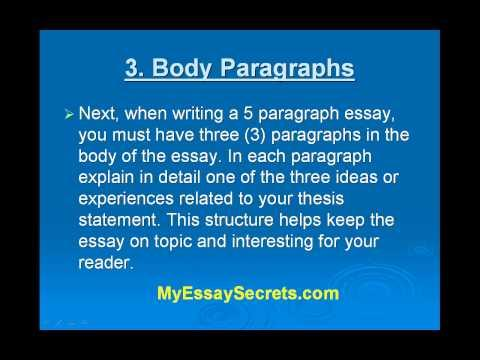 3. Body Paragraphs
Next, when writing a 5 paragraph essay,
you must have three (3) paragraphs in the
body of the essay. In each paragraph
explain in detail one of the three ideas or
experiences related to your thesis
statement. This structure helps keep the
essay on topic and interesting for your
reader.
MyEssaySecrets.com